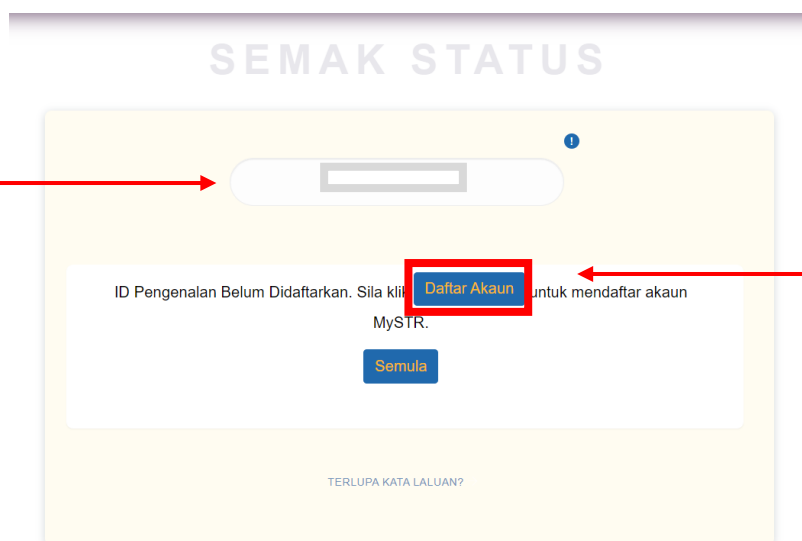 SEMAK STATUS
!
ID Pengenalan Belum Didaftarkan. Sila klik Daftar Akaun untuk mendaftar akaun
MySTR.
Semula
TERLUPA KATA LALUAN?